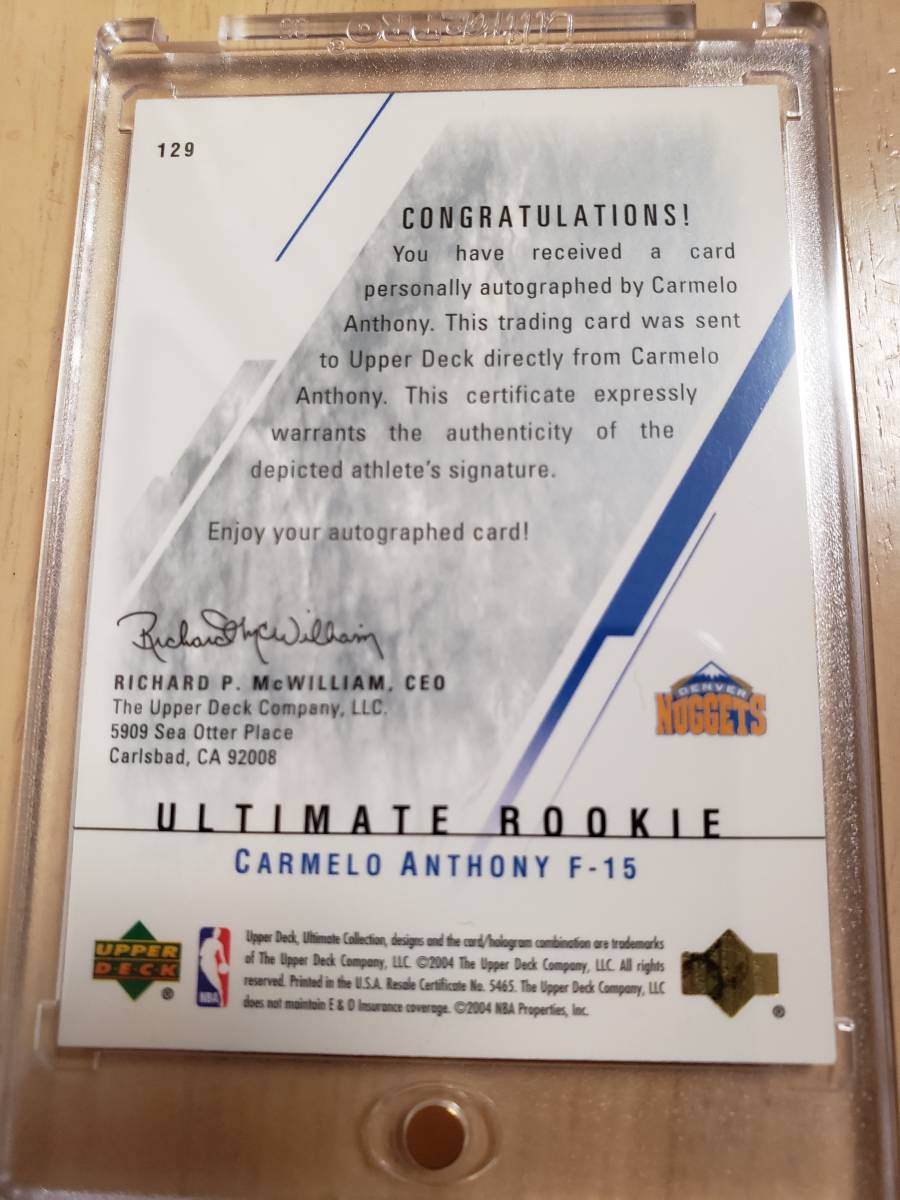 UltraPRO®
129
CONGRATULATIONS!
You have received a card
personally autographed by Carmelo
Anthony. This trading card was sent
to Upper Deck directly from Carmelo
Anthony. This certificate expressly
warrants the authenticity of the
depicted athlete's signature.
Enjoy your autographed card!
Richard McWilliam
RICHARD P. McWILLIAM, CEO
The Upper Deck Company, LLC.
5909 Sea Otter Place
Carlsbad, CA 92008
DENVER
NUGGETS
ULTIMATE ROOKIE
CARMELO ANTHONY F-15
UPPER
DECK
®
NBA
Upper Deck, Ultimate Collection, designs and the card/hologram combination are trademarks
of The Upper Deck Company, LLC. ©2004 The Upper Deck Company, LLC. All rights
reserved. Printed in the U.S.A. Resale Certificate No. 5465. The Upper Deck Company, LLC
does not maintain E & O Insurance coverage. ©2004 NBA Properties, Inc.
®